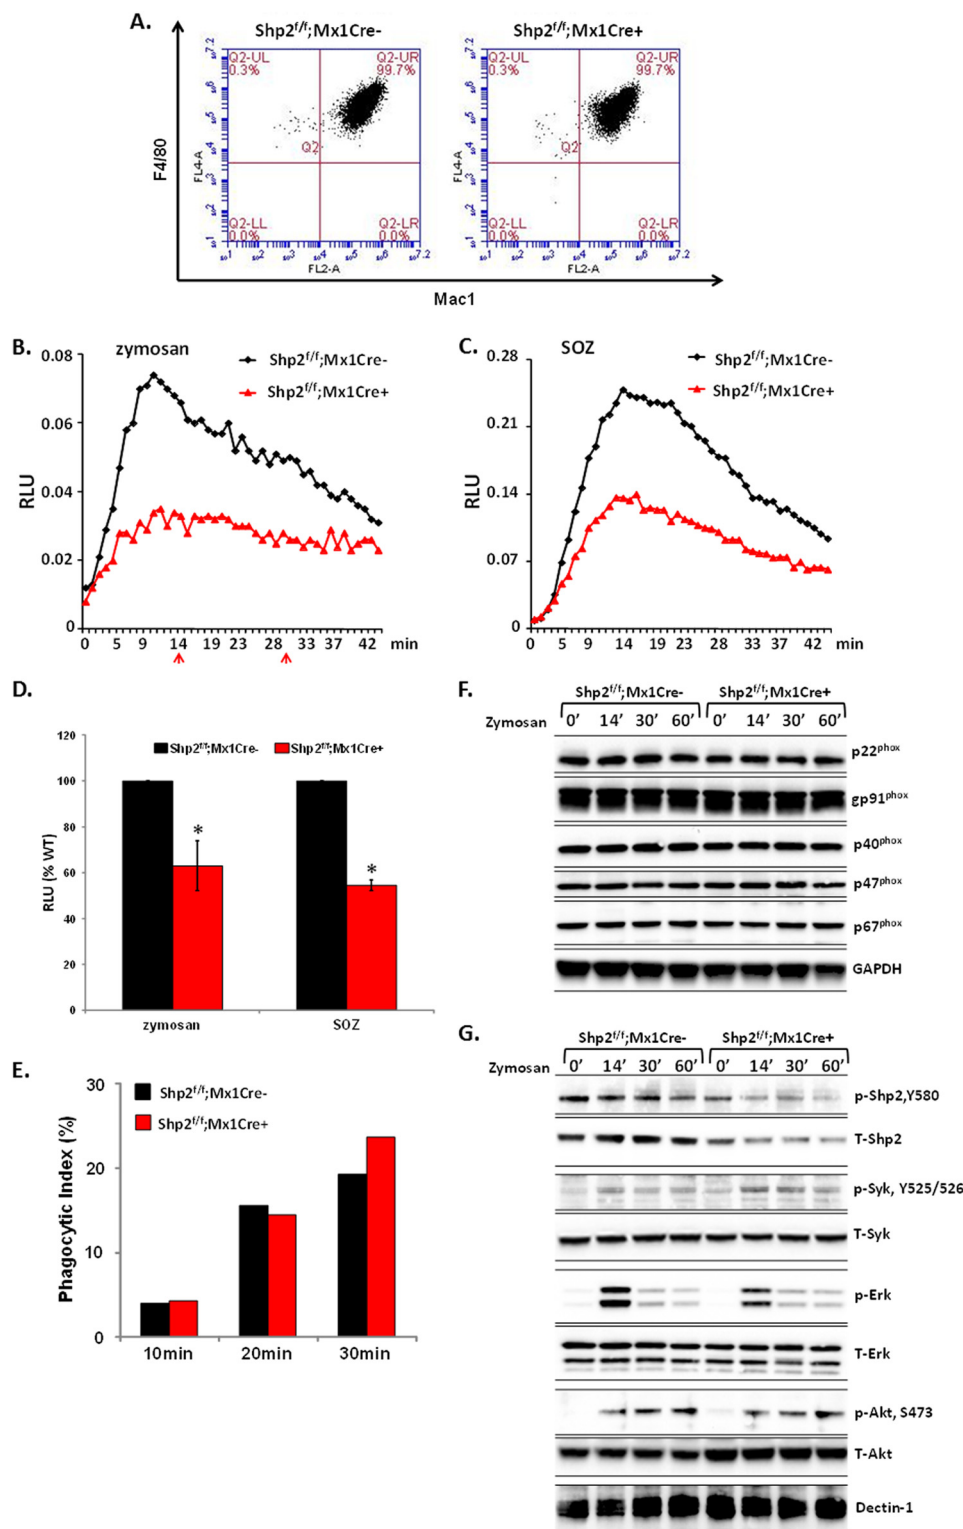 A.
Shp2f/f;Mx1Cre-
Shp2f/f;Mx1Cre+
Q2-UL
0.3%
Q2-UR
99.7%
Q2
Q2-LL
0.0%
Q2-LR
0.0%
FL4-A
FL2-A
Q2-UL
0.3%
Q2-UR
99.7%
Q2
Q2-LL
0.0%
Q2-LR
0.0%
FL4-A
FL2-A
F4/80
Mac1
B.
zymosan
Shp2f/f;Mx1Cre-
Shp2f/f;Mx1Cre+
RLU
0.08
0.06
0.04
0.02
0
0 5 9 14 19 23 28 33 37 42 min
C.
SOZ
Shp2f/f;Mx1Cre-
Shp2f/f;Mx1Cre+
RLU
0.28
0.21
0.14
0.07
0
0 5 9 14 19 23 28 33 37 42 min
D.
Shp2f/f;Mx1Cre-
Shp2f/f;Mx1Cre+
RLU (% WT)
120
100
80
60
40
20
0
* *
zymosan SOZ
E.
Shp2f/f;Mx1Cre-
Shp2f/f;Mx1Cre+
Phagocytic Index (%)
30
20
10
0
10min 20min 30min
F.
Shp2f/f;Mx1Cre- Shp2f/f;Mx1Cre+
Zymosan 0' 14' 30' 60' 0' 14' 30' 60'
p22phox
gp91phox
p40phox
p47phox
p67phox
GAPDH
G.
Shp2f/f;Mx1Cre- Shp2f/f;Mx1Cre+
Zymosan 0' 14' 30' 60' 0' 14' 30' 60'
p-Shp2,Y580
T-Shp2
p-Syk, Y525/526
T-Syk
p-Erk
T-Erk
p-Akt, S473
T-Akt
Dectin-1